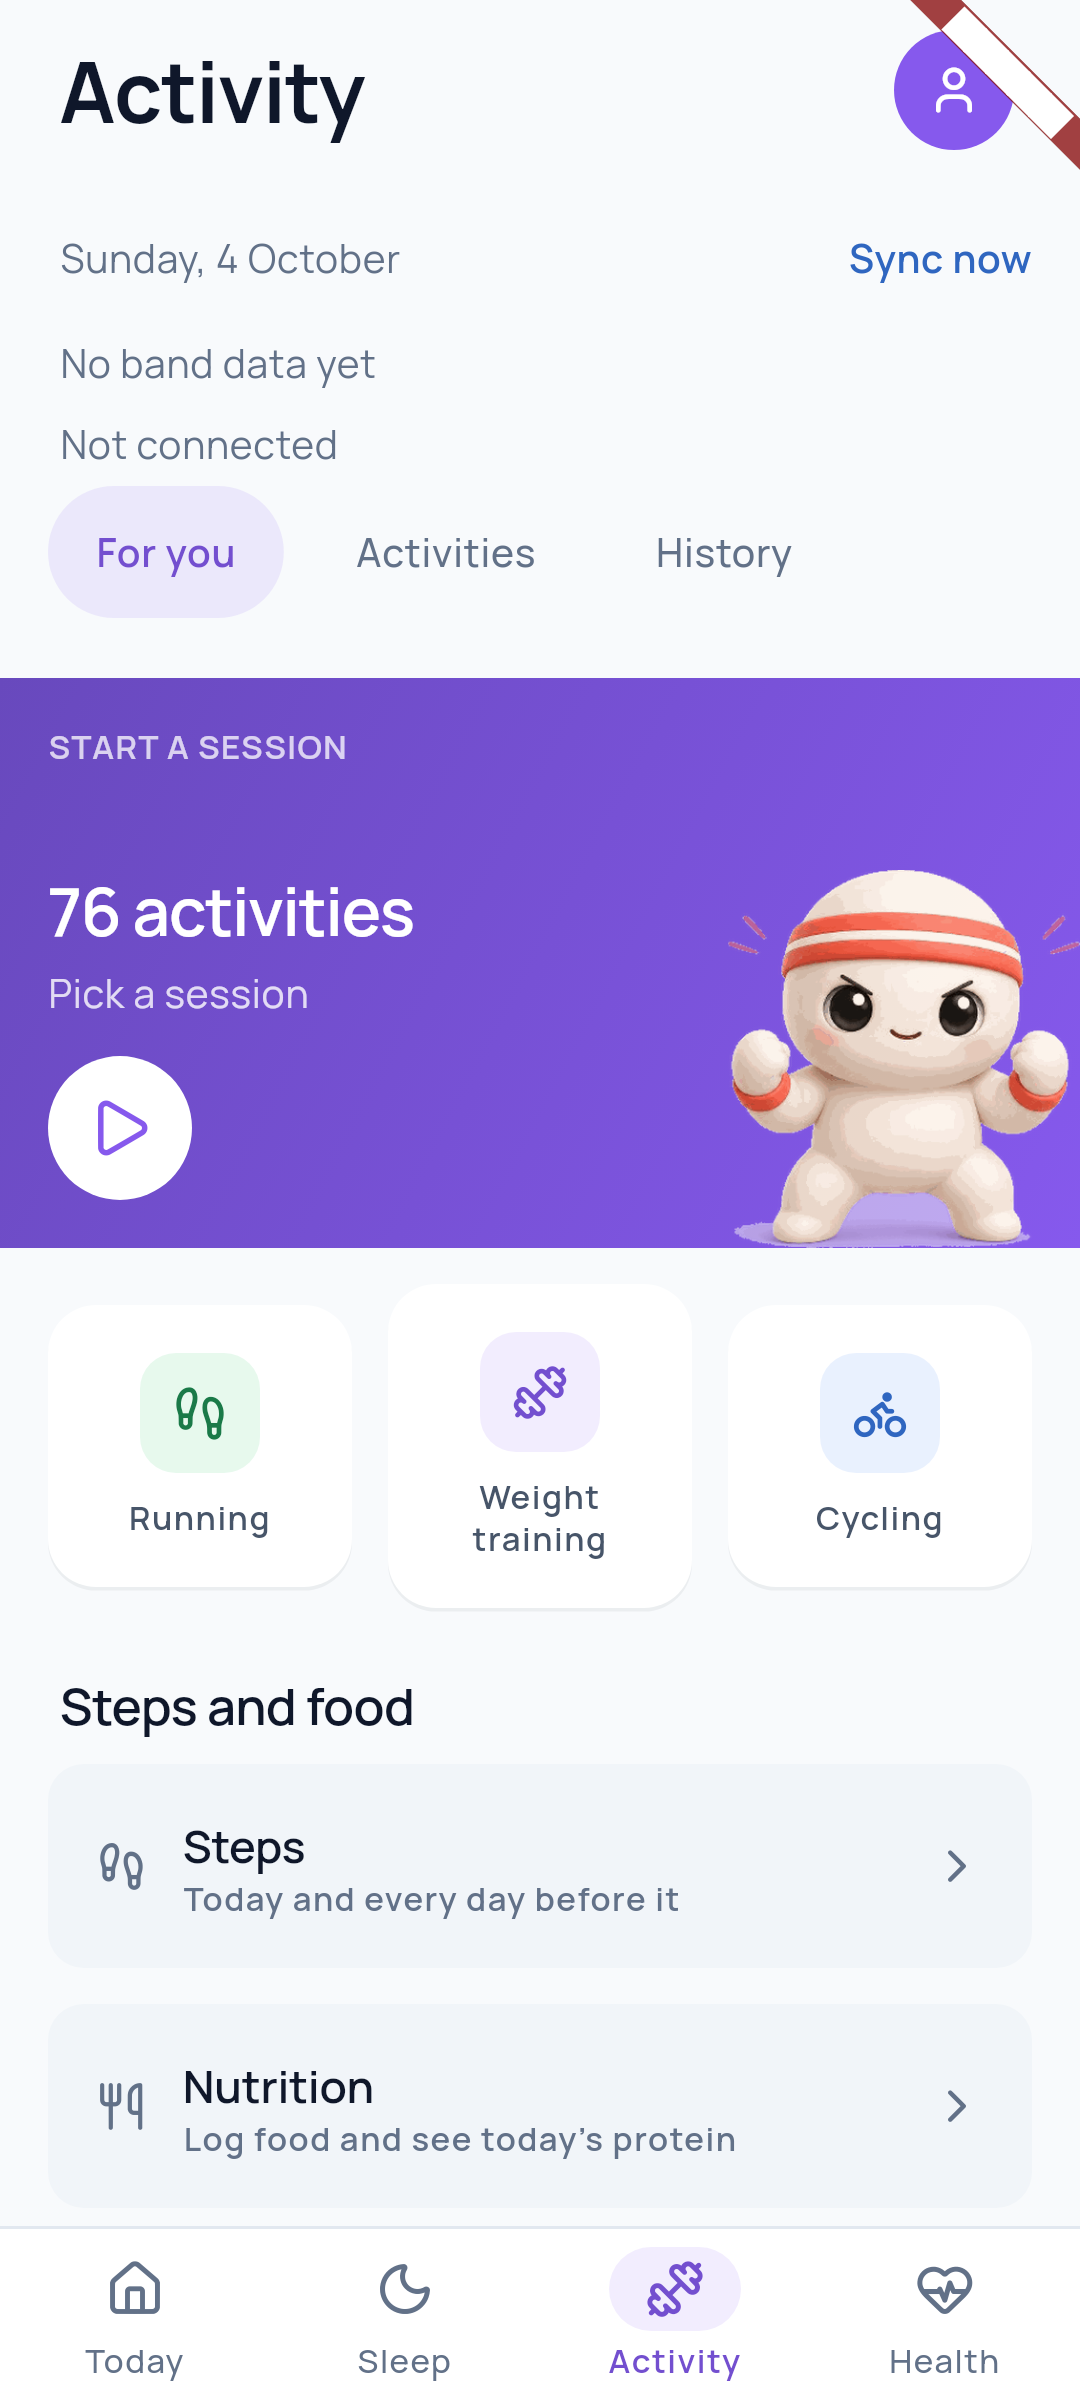 Activity
Sunday, 4 October
Sync now
No band data yet
Not connected
For you
Activities
History
START A SESSION
76 activities
Pick a session
Running
Weight
training
Cycling
Steps and food
Steps
Today and every day before it
Nutrition
Log food and see today’s protein
Today
Sleep
Activity
Health